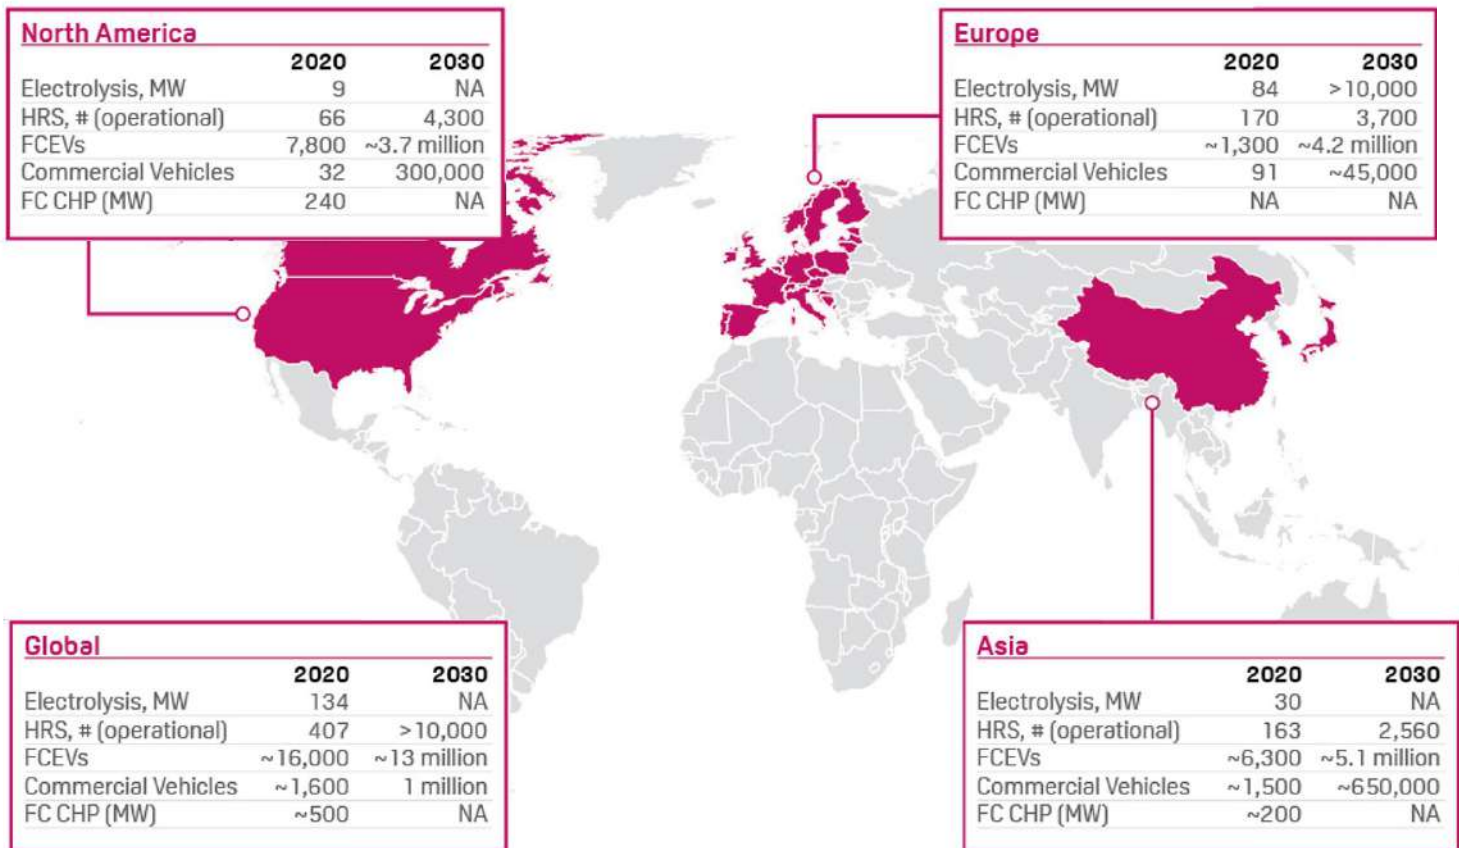 North America
2020 2030
Electrolysis, MW 9 NA
HRS, # (operational) 66 4,300
FCEVs 7,800 ~3.7 million
Commercial Vehicles 32 300,000
FC CHP (MW) 240 NA
Europe
2020 2030
Electrolysis, MW 84 >10,000
HRS, # (operational) 170 3,700
FCEVs ~1,300 ~4.2 million
Commercial Vehicles 91 ~45,000
FC CHP (MW) NA NA
Global
2020 2030
Electrolysis, MW 134 NA
HRS, # (operational) 407 >10,000
FCEVs ~16,000 ~13 million
Commercial Vehicles ~1,600 1 million
FC CHP (MW) ~500 NA
Asia
2020 2030
Electrolysis, MW 30 NA
HRS, # (operational) 163 2,560
FCEVs ~6,300 ~5.1 million
Commercial Vehicles ~1,500 ~650,000
FC CHP (MW) ~200 NA